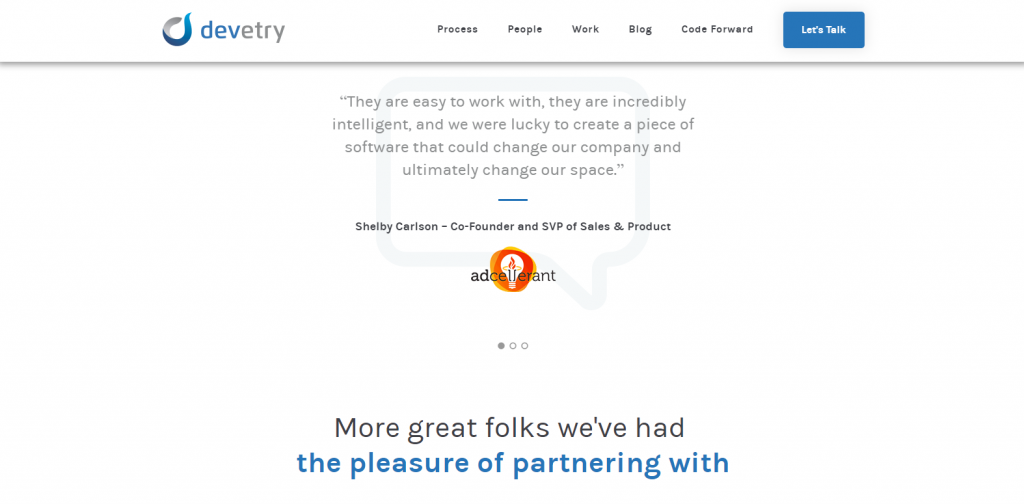 devetry
Process
People
Work
Blog
Code Forward
Let's Talk
“They are easy to work with, they are incredibly
intelligent, and we were lucky to create a piece of
software that could change our company and
ultimately change our space.”
Shelby Carlson – Co-Founder and SVP of Sales & Product
adcellerant
More great folks we've had
the pleasure of partnering with